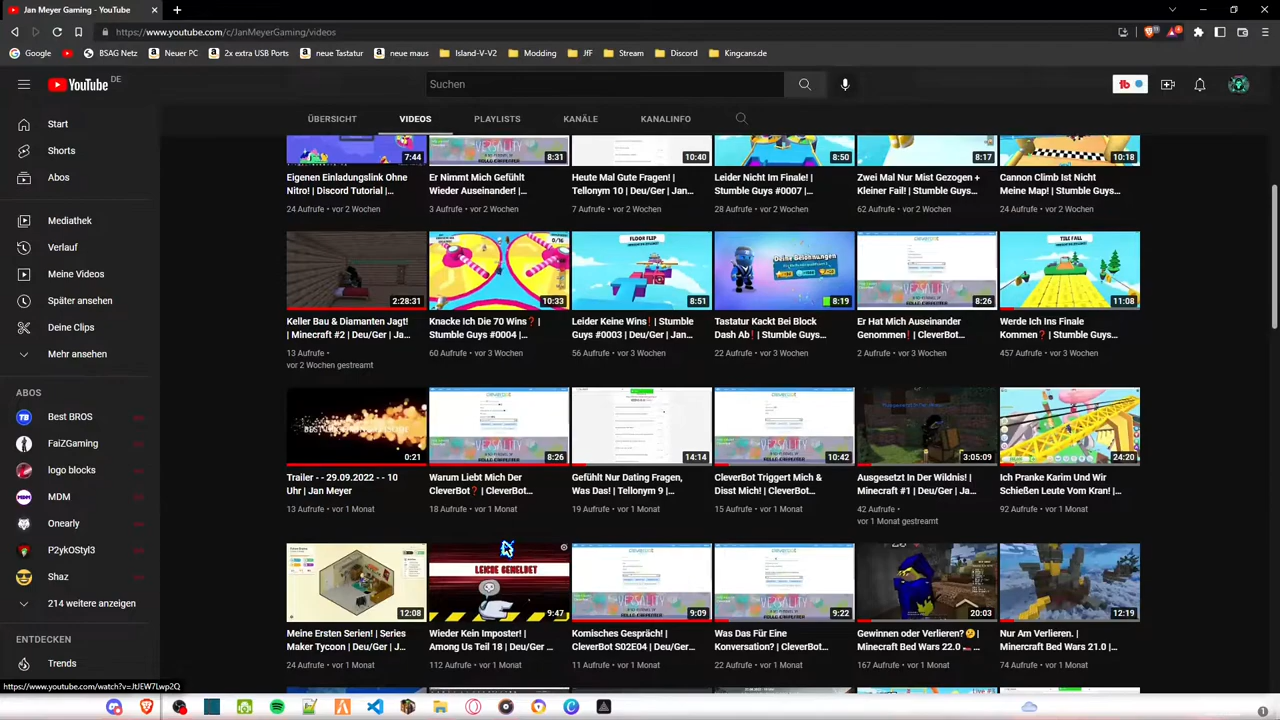 Jan Meyer Gaming - YouTube
https://www.youtube.com/c/JanMeyerGaming/videos
Google BSAG Netz Neuer PC 2x extra USB Ports neue Tastatur neue maus Island-V-V2 Modding JfF Stream Discord Kingcans.de
YouTube DE
Suchen
ÜBERSICHT VIDEOS PLAYLISTS KANÄLE KANALINFO
Start
Shorts
Abos
Mediathek
Verlauf
Meine Videos
Später ansehen
Deine Clips
Mehr ansehen
ABOS
Best BROS
FaiZGaming
logo basics
MDM
Onearly
P2ykoStyl3
Shaz
214 weitere anzeigen
ENTDECKEN
Trends
7:44 8:31 10:40 8:50 8:17 10:18
Eigenen Einladungslink Ohne
Nitro! | Discord Tutorial |...
24 Aufrufe • vor 2 Wochen
Er Nimmt Mich Gefühlt
Wieder Auseinander! |...
3 Aufrufe • vor 2 Wochen
Heute Mal Gute Fragen! |
Tellonym 10 | Deu/Ger | Jan...
7 Aufrufe • vor 2 Wochen
Leider Nicht Im Finale! |
Stumble Guys #0007 |...
28 Aufrufe • vor 2 Wochen
Zwei Mal Nur Mist Gezogen +
Kleiner Fail! | Stumble Guys...
62 Aufrufe • vor 2 Wochen
Cannon Climb Ist Nicht
Meine Map! | Stumble Guys...
24 Aufrufe • vor 2 Wochen
FLOOR FLIP
TILE FALL
2:28:31 10:33 8:51 8:19 8:26 11:08
Keller Bau & Diamanten Jagt!
| Minecraft #2 | Deu/Ger | Ja...
13 Aufrufe •
vor 2 Wochen gestreamt
Knacke Ich Die 70 Wins❓ |
Stumble Guys #0004 |...
60 Aufrufe • vor 3 Wochen
Leider Keine Wins❗ | Stumble
Guys #0003 | Deu/Ger | Jan...
56 Aufrufe • vor 3 Wochen
Tastatut Kackt Bei Block
Dash Ab❗ | Stumble Guys...
22 Aufrufe • vor 3 Wochen
Er Hat Mich Auseinander
Genommen❗ | CleverBot...
2 Aufrufe • vor 3 Wochen
Werde Ich Ins Finale
Kommen❓ | Stumble Guys...
457 Aufrufe • vor 3 Wochen
0:21 8:26 14:14 10:42 3:05:09 24:20
Trailer - - 29.09.2022 - - 10
Uhr | Jan Meyer
13 Aufrufe • vor 1 Monat
Warum Liebt Mich Der
CleverBot❓ | CleverBot...
18 Aufrufe • vor 1 Monat
Gefühlt Nur Dating Fragen,
Was Das! | Tellonym 9 |...
19 Aufrufe • vor 1 Monat
CleverBot Triggert Mich &
Disst Mich! | CleverBot...
15 Aufrufe • vor 1 Monat
Ausgesetzt In Der Wildnis! |
Minecraft #1 | Deu/Ger | Ja...
42 Aufrufe •
vor 1 Monat gestreamt
Ich Pranke Karim Und Wir
Schießen Leute Vom Kran! |...
92 Aufrufe • vor 1 Monat
LEICHE GEMELDET
12:08 9:47 9:09 9:22 20:03 12:19
Meine Ersten Serien! | Series
Maker Tycoon | Deu/Ger | J...
24 Aufrufe • vor 1 Monat
Wieder Kein Imposter! |
Among Us Teil 18 | Deu/Ger ...
112 Aufrufe • vor 1 Monat
Komisches Gespräch! |
CleverBot S02E04 | Deu/Ger...
11 Aufrufe • vor 1 Monat
Was Das Für Eine
Konversation? | CleverBot
22 Aufrufe • vor 1 Monat
Gewinnen oder Verlieren? 🤔 |
Minecraft Bed Wars 22.0 ...
167 Aufrufe • vor 1 Monat
Nur Am Verlieren. |
Minercraft Bed Wars 21.0 |...
74 Aufrufe • vor 1 Monat
https://www.youtube.com/watch?v=JtJEW7Lwp2Q